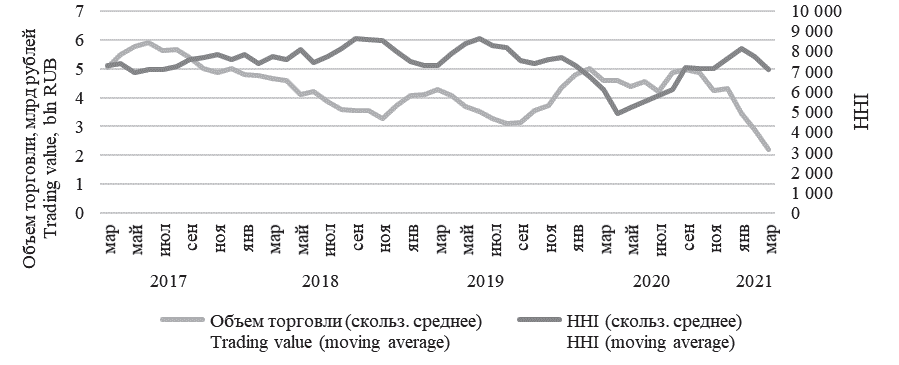 Объем торговли, млрд рублей
Trading value, bln RUB
7
6
5
4
3
2
1
0
10 000
9 000
8 000
7 000
6 000
5 000
4 000
3 000
2 000
1 000
0
HHI
мар май июл сен ноя янв мар май июл сен ноя янв мар май июл сен ноя янв мар май июл сен ноя янв мар
2017 2018 2019 2020 2021
Объем торговли (скольз. среднее)
Trading value (moving average)
HHI (скольз. среднее)
HHI (moving average)